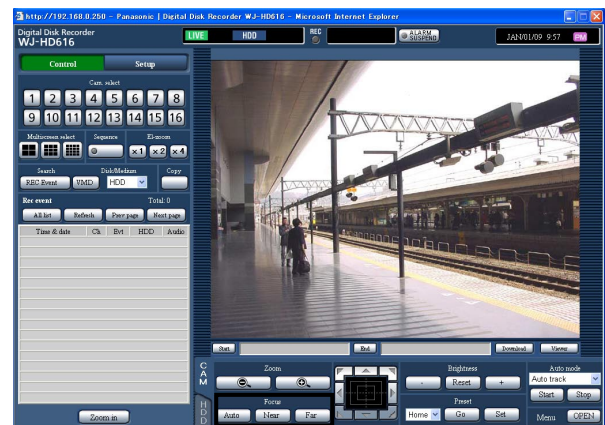 http://192.168.0.250 - Panasonic | Digital Disk Recorder WJ-HD616 - Microsoft Internet Explorer
Digital Disk Recorder
WJ-HD616
LIVE HDD REC ALARM SUSPEND JAN/01/09 9:57 PM
Control Setup
Cam. select
1 2 3 4 5 6 7 8
9 10 11 12 13 14 15 16
Multiscreen select Sequence El-zoom
x1 x2 x4
Search Disk/Medium Copy
REC Event VMD HDD
Rec event Total: 0
All list Refresh Prev page Next page
Time & date Ch Evt HDD Audio
Zoom in
Start End Download Viewer
CAM
HDD
Zoom Brightness Auto mode
- Reset + Auto track
Focus Preset Start Stop
Auto Near Far Home Go Set Menu OPEN